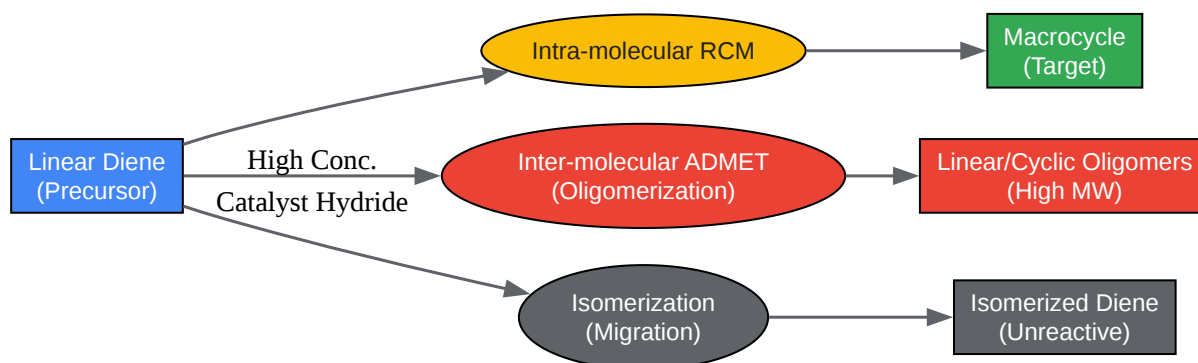 Intra-molecular RCM
Macrocycle
(Target)
Linear Diene
(Precursor)
High Conc.
Catalyst Hydride
Inter-molecular ADMET
(Oligomerization)
Linear/Cyclic Oligomers
(High MW)
Isomerization
(Migration)
Isomerized Diene
(Unreactive)